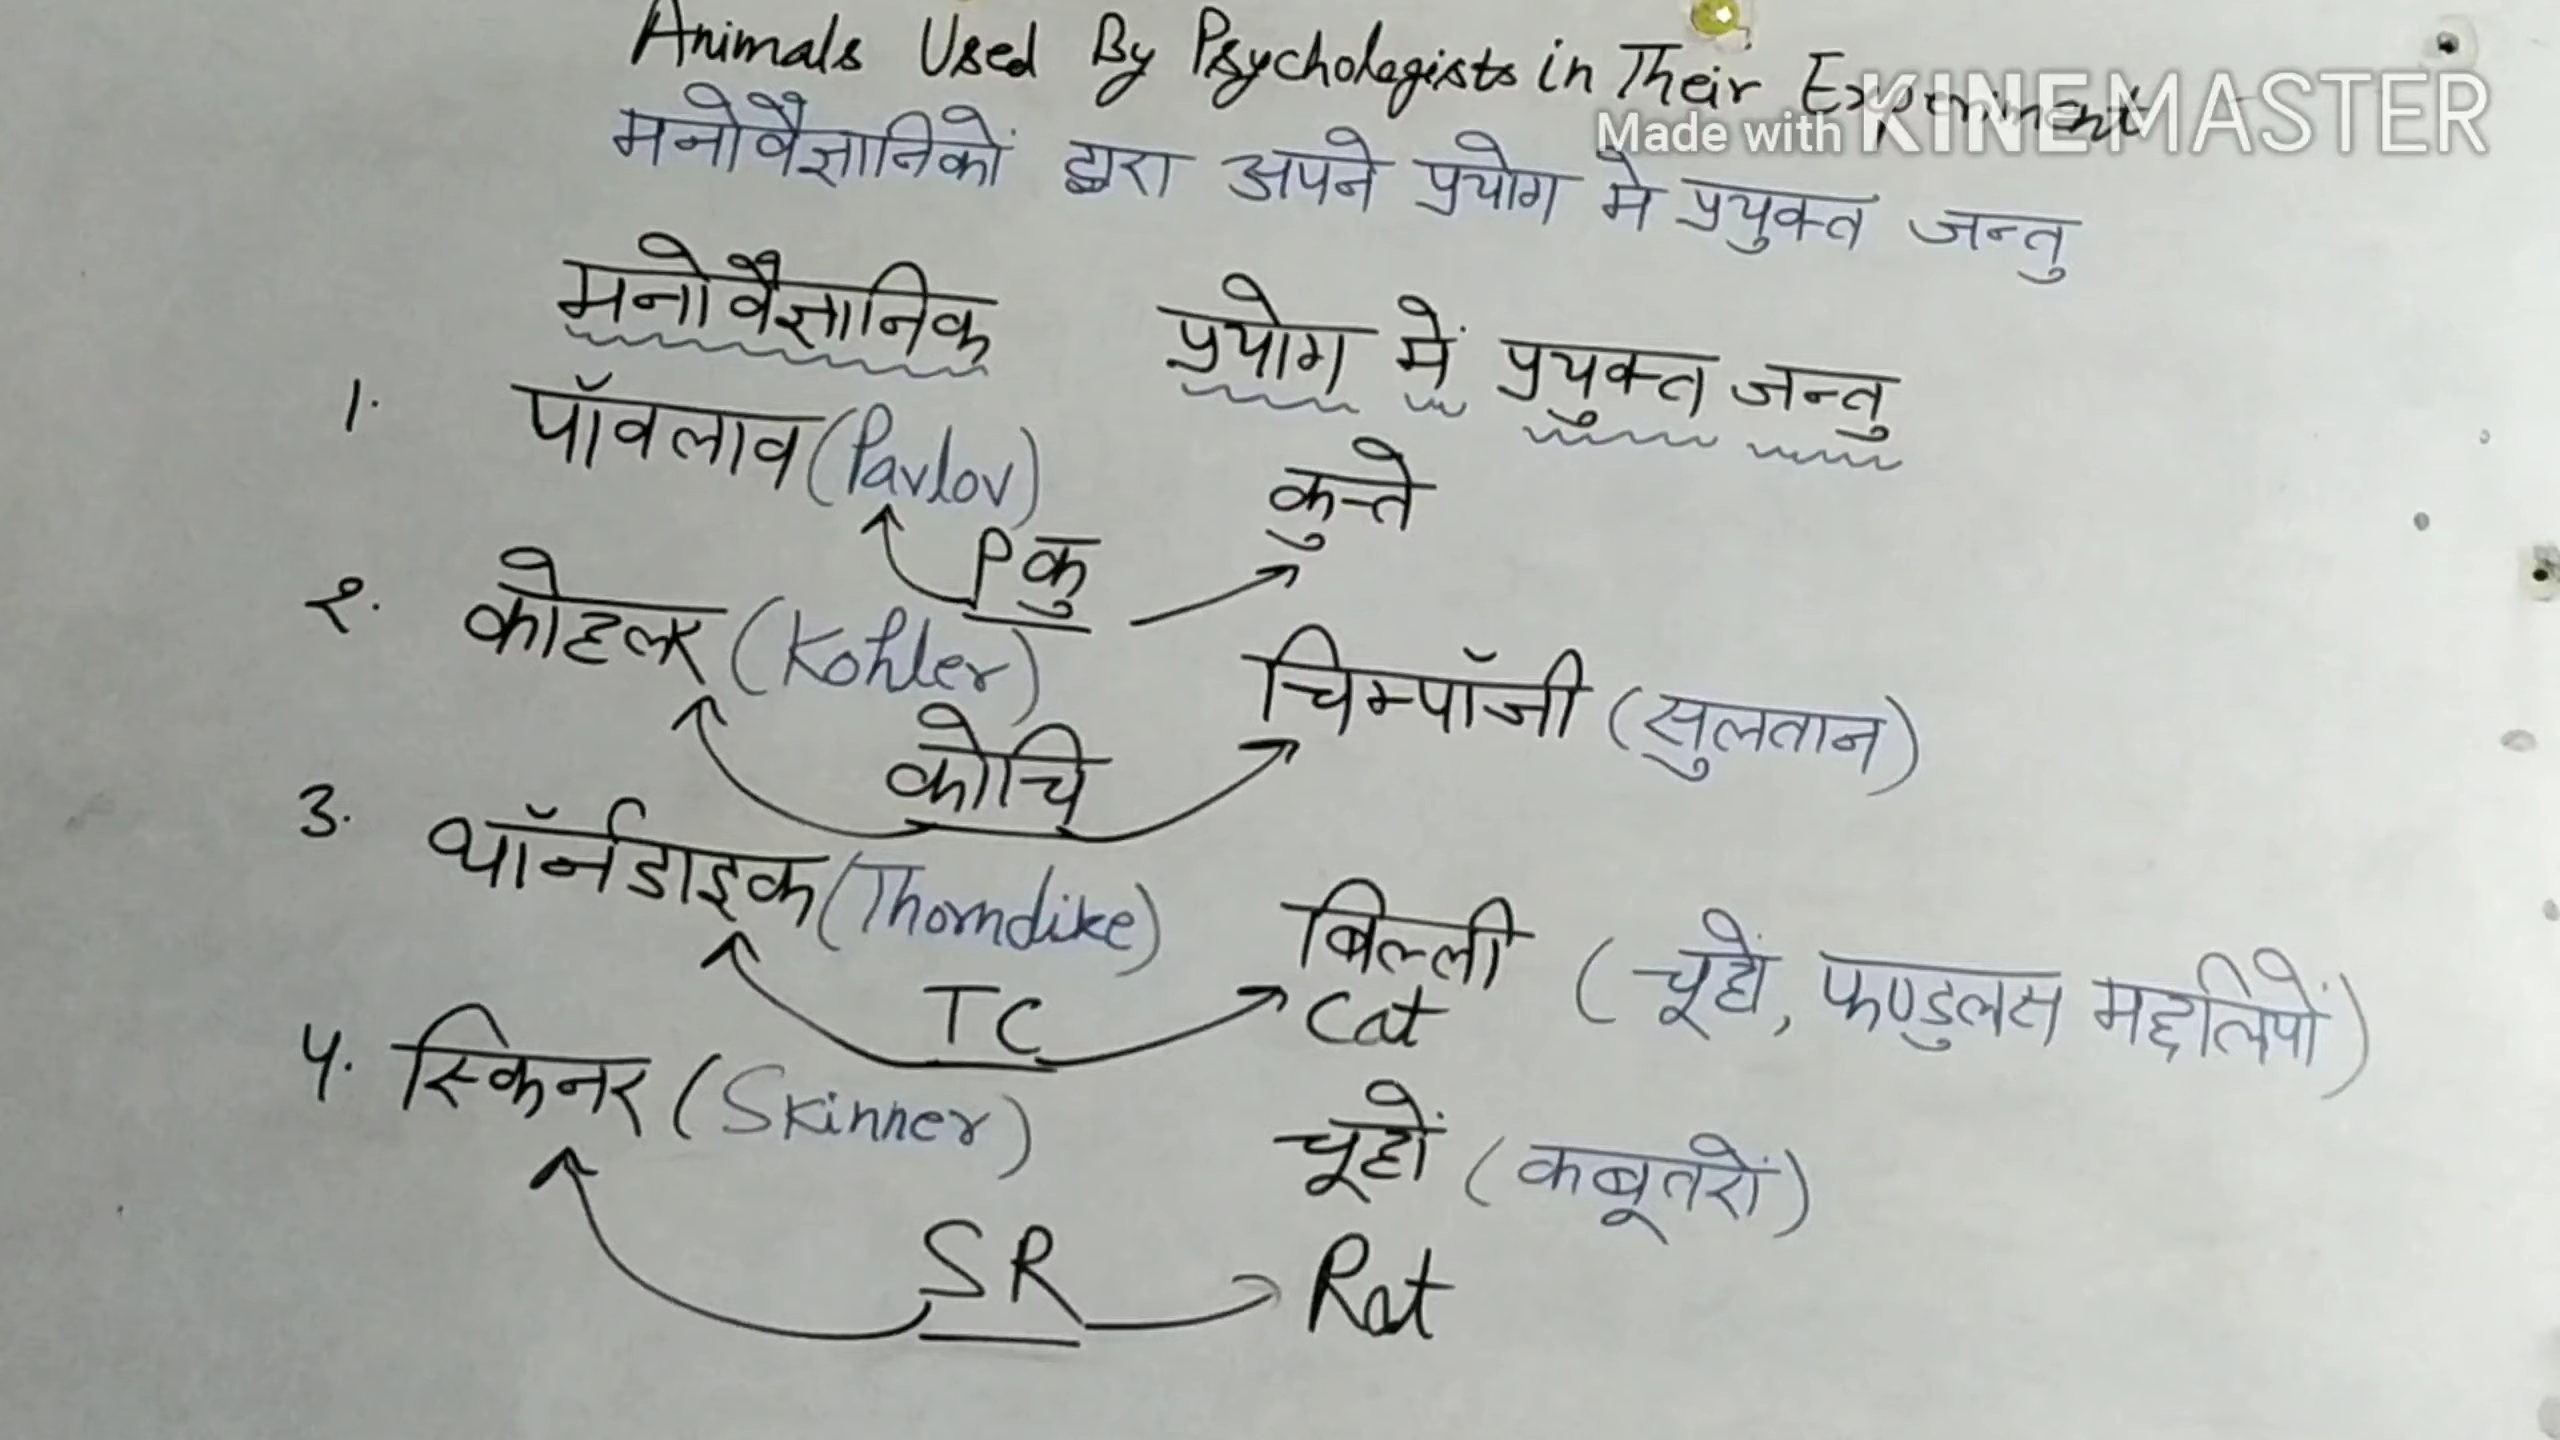 Animals Used By Psychologists in Their Experiment
Made with KINEMASTER
मनोवैज्ञानिकों द्वारा अपने प्रयोग मे प्रयुक्त जन्तु
मनोवैज्ञानिक प्रयोग में प्रयुक्त जन्तु
1. पॉवलाव (Pavlov) कुत्ते
P कु
२. कोहलर (Kohler) चिम्पॉजी (सुलतान)
कोचि
3. थॉर्नडाइक (Thorndike) बिल्ली (चूहों, फण्डुलस मछलियों)
TC Cat
4. स्किनर (Skinner) चूहों (कबूतरों)
SR Rat